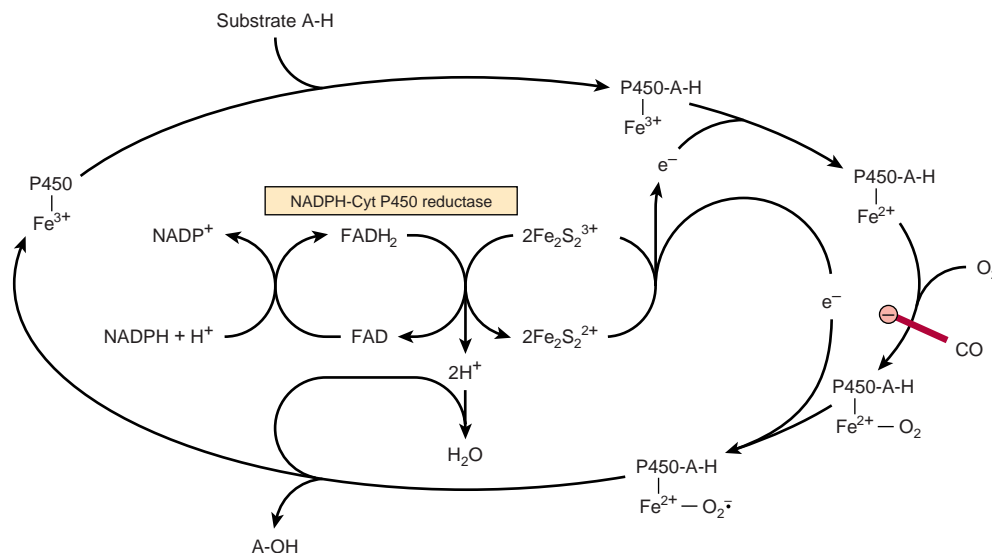 Substrate A-H
P450-A-H
Fe³⁺
e⁻
P450
Fe³⁺
P450-A-H
Fe²⁺
NADPH-Cyt P450 reductase
NADP⁺
FADH₂
2Fe₂S₂³⁺
O₂
e⁻
NADPH + H⁺
FAD
2Fe₂S₂²⁺
−
CO
2H⁺
P450-A-H
Fe²⁺ — O₂
H₂O
P450-A-H
Fe²⁺ — O₂⁻•
A-OH